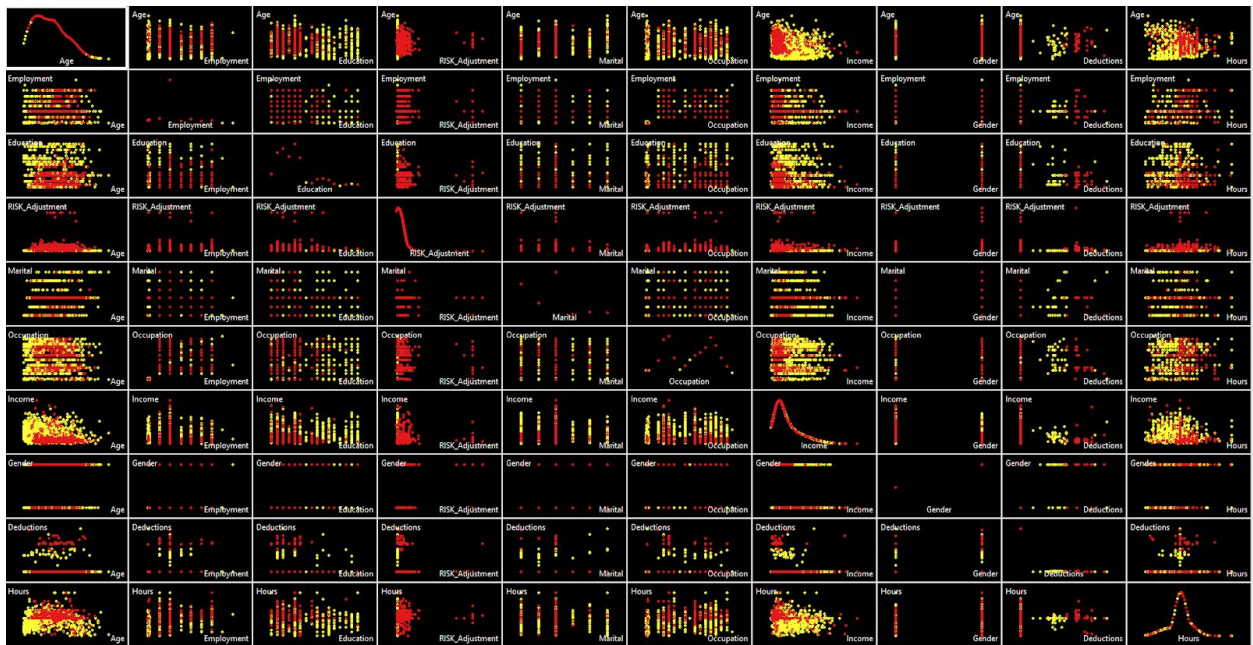 Age Age Age Age Age Age Age Age Age
Age Employment Education RISK_Adjustment Marital Occupation Income Gender Deductions Hours
Employment Employment Employment Employment Employment Employment Employment Employment Employment
Age Employment Education RISK_Adjustment Marital Occupation Income Gender Deductions Hours
Education Education Education Education Education Education Education Education Education
Age Employment Education RISK_Adjustment Marital Occupation Income Gender Deductions Hours
RISK_Adjustment RISK_Adjustment RISK_Adjustment RISK_Adjustment RISK_Adjustment RISK_Adjustment RISK_Adjustment RISK_Adjustment RISK_Adjustment
Age Employment Education RISK_Adjustment Marital Occupation Income Gender Deductions Hours
Marital Marital Marital Marital Marital Marital Marital Marital Marital
Age Employment Education RISK_Adjustment Marital Occupation Income Gender Deductions Hours
Occupation Occupation Occupation Occupation Occupation Occupation Occupation Occupation Occupation
Age Employment Education RISK_Adjustment Marital Occupation Income Gender Deductions Hours
Income Income Income Income Income Income Income Income Income
Age Employment Education RISK_Adjustment Marital Occupation Income Gender Deductions Hours
Gender Gender Gender Gender Gender Gender Gender Gender Gender
Age Employment Education RISK_Adjustment Marital Occupation Income Gender Deductions Hours
Deductions Deductions Deductions Deductions Deductions Deductions Deductions Deductions Deductions
Age Employment Education RISK_Adjustment Marital Occupation Income Gender Deductions Hours
Hours Hours Hours Hours Hours Hours Hours Hours Hours
Age Employment Education RISK_Adjustment Marital Occupation Income Gender Deductions Hours